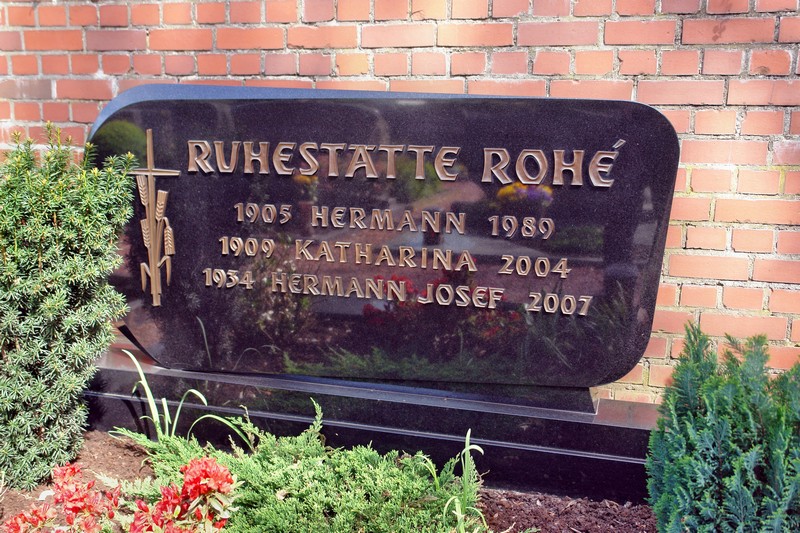 RUHESTÄTTE ROHÉ
1905 HERMANN 1989
1909 KATHARINA 2004
1934 HERMANN JOSEF 2007